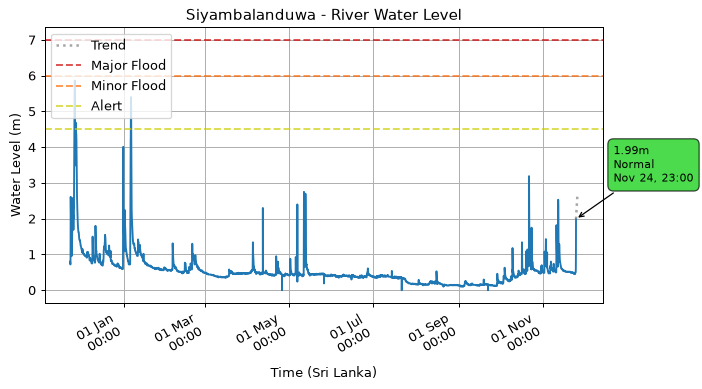 Siyambalanduwa - River Water Level
Water Level (m)
7
6
5
4
3
2
1
0
Trend
Major Flood
Minor Flood
Alert
1.99m
Normal
Nov 24, 23:00
01 Jan
00:00
01 Mar
00:00
01 May
00:00
01 Jul
00:00
01 Sep
00:00
01 Nov
00:00
Time (Sri Lanka)